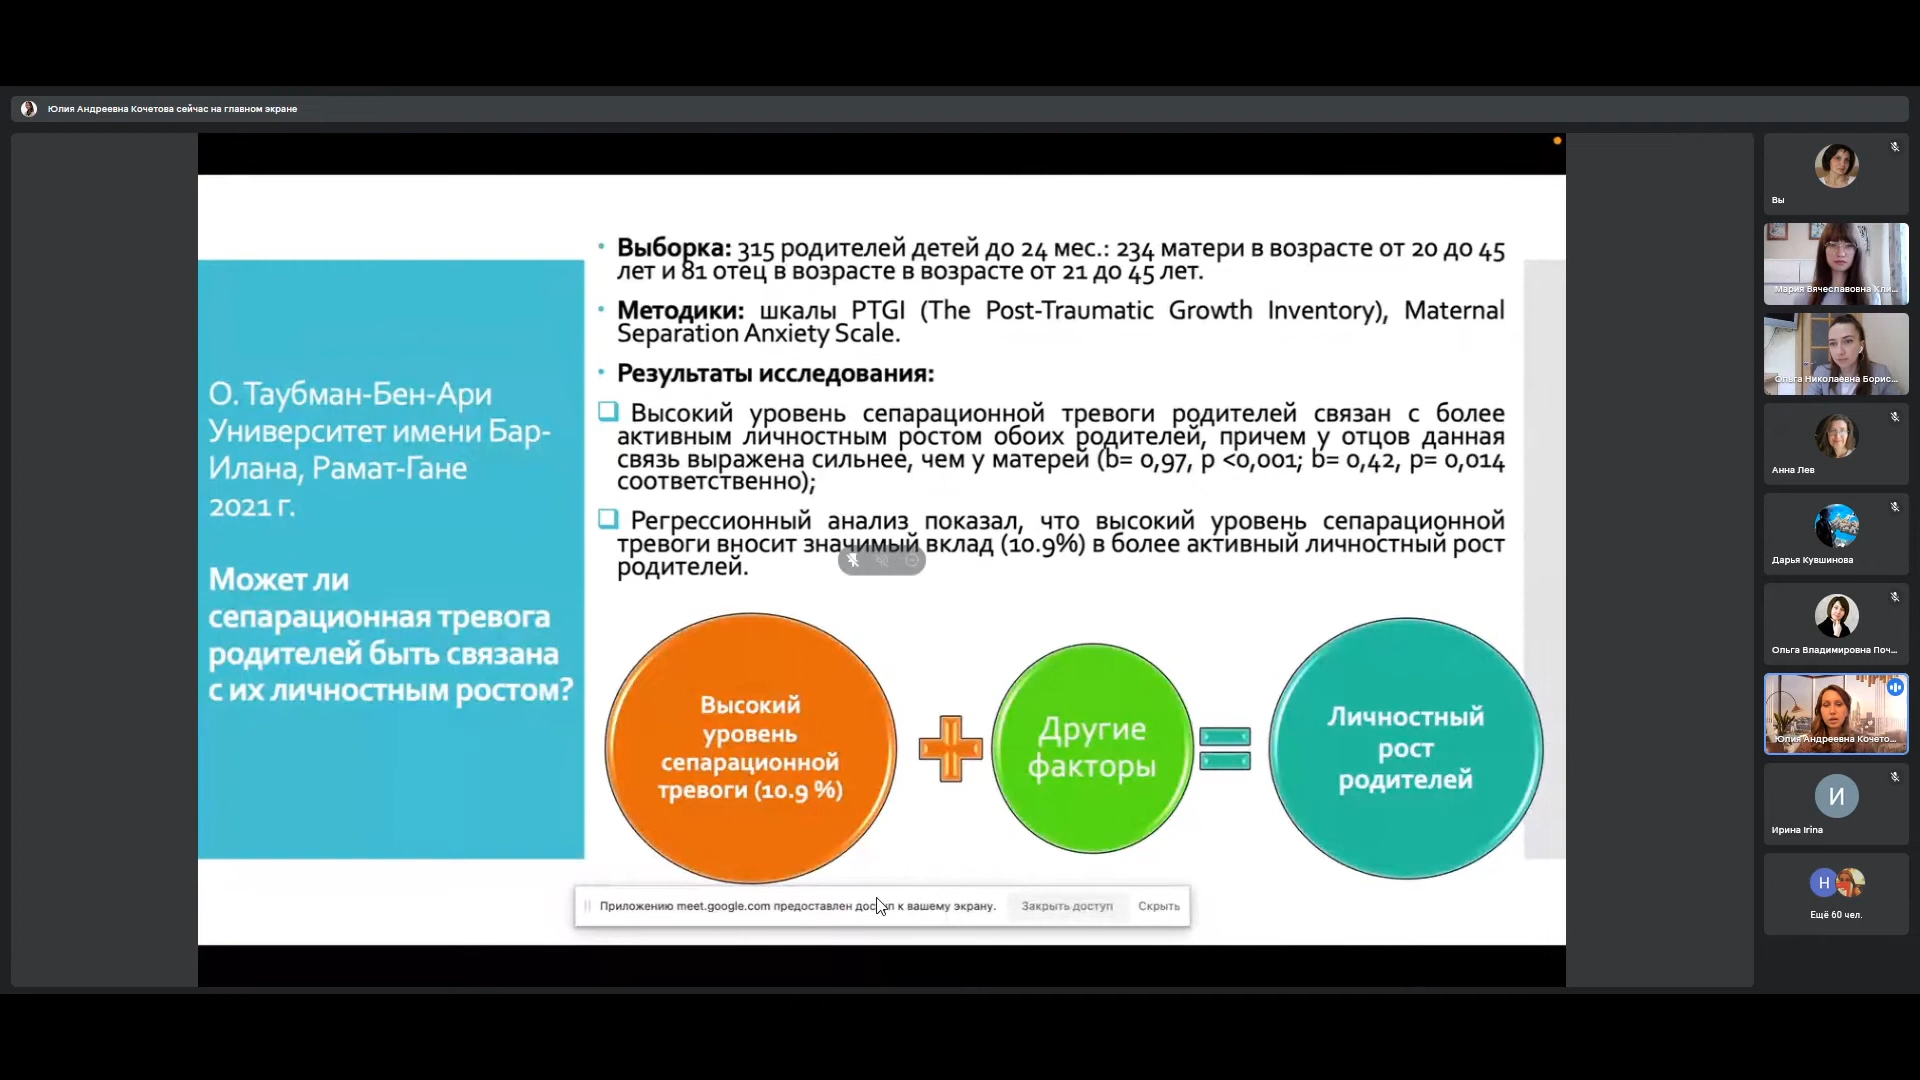 Юлия Андреевна Кочетова сейчас на главном экране
О. Таубман-Бен-Ари
Университет имени Бар-
Илана, Рамат-Гане
2021 г.
Может ли
сепарационная тревога
родителей быть связана
с их личностным ростом?
• Выборка: 315 родителей детей до 24 мес.: 234 матери в возрасте от 20 до 45
лет и 81 отец в возрасте в возрасте от 21 до 45 лет.
• Методики: шкалы PTGI (The Post-Traumatic Growth Inventory), Maternal
Separation Anxiety Scale.
• Результаты исследования:
❑ Высокий уровень сепарационной тревоги родителей связан с более
активным личностным ростом обоих родителей, причем у отцов данная
связь выражена сильнее, чем у матерей (b= 0,97, p <0,001; b= 0,42, p= 0,014
соответственно);
❑ Регрессионный анализ показал, что высокий уровень сепарационной
тревоги вносит значимый вклад (10.9%) в более активный личностный рост
родителей.
Высокий
уровень
сепарационной
тревоги (10.9 %)
Другие
факторы
Личностный
рост
родителей
Приложению meet.google.com предоставлен доступ к вашему экрану.
Закрыть доступ
Скрыть
Вы
Мария Вячеславовна Кли...
Ольга Николаевна Борис...
Анна Лев
Дарья Кувшинова
Ольга Владимировна Поч...
Юлия Андреевна Кочето...
И
Ирина Irina
Н
Ещё 60 чел.